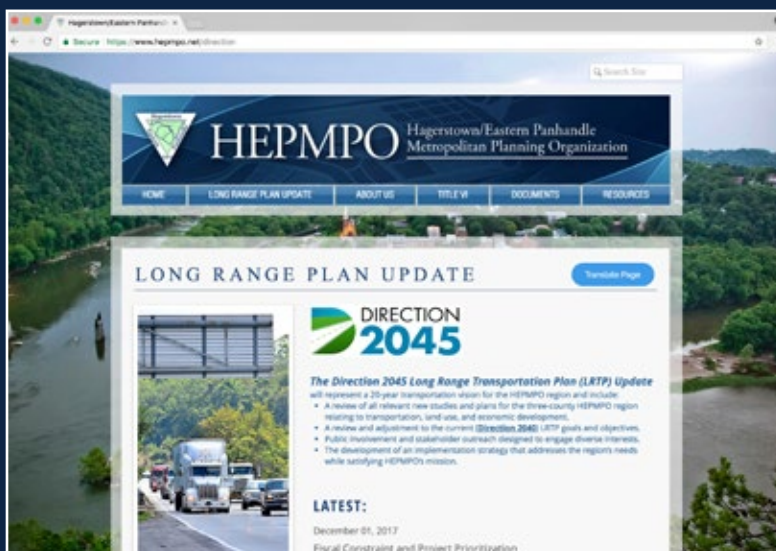 Hagerstown/Eastern Panhandle
Secure https://www.hepmpo.net/direction
Search Site
HEPMPO Hagerstown/Eastern Panhandle
Metropolitan Planning Organization
HOME LONG RANGE PLAN UPDATE ABOUT US TITLE VI DOCUMENTS RESOURCES
LONG RANGE PLAN UPDATE
Translate Page
DIRECTION
2045
The Direction 2045 Long Range Transportation Plan (LRTP) Update
will represent a 20-year transportation vision for the HEPMPO region and include:
• A review of all relevant new studies and plans for the three-county HEPMPO region
relating to transportation, land use, and economic development.
• A review and adjustment to the current (Direction 2040) LRTP goals and objectives.
• Public involvement and stakeholder outreach designed to engage diverse interests.
• The development of an implementation strategy that addresses the region's needs
while satisfying HEPMPO's mission.
LATEST:
December 01, 2017
Fiscal Constraint and Project Prioritization